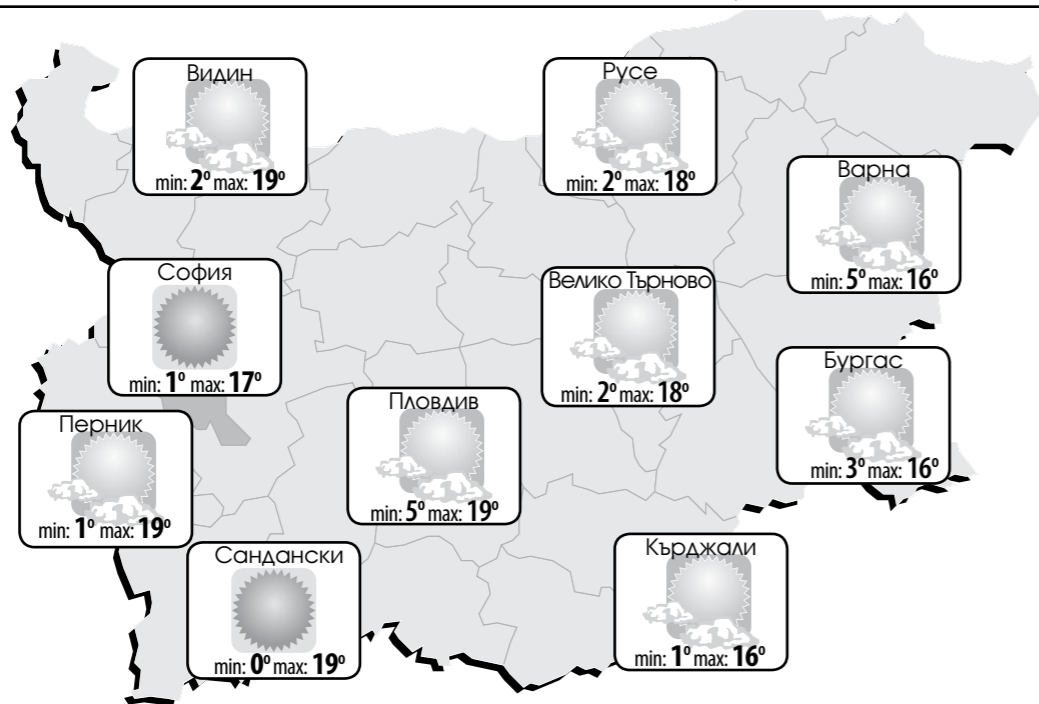 Видин
min: 2° max: 19°
Русе
min: 2° max: 18°
Варна
min: 5° max: 16°
София
min: 1° max: 17°
Велико Търново
min: 2° max: 18°
Бургас
min: 3° max: 16°
Пловдив
min: 5° max: 19°
Перник
min: 1° max: 19°
Сандански
min: 0° max: 19°
Кърджали
min: 1° max: 16°